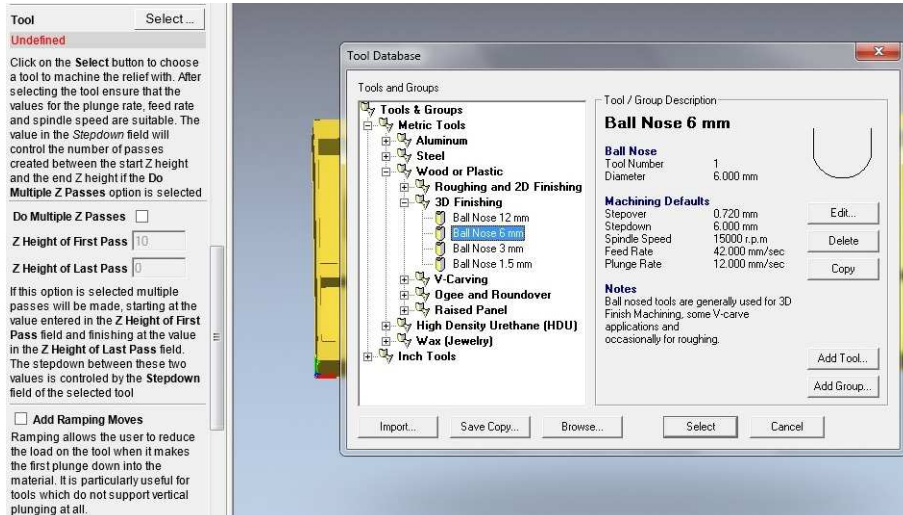 Tool
Select ...
Undefined
Click on the Select button to choose
a tool to machine the relief with. After
selecting the tool ensure that the
values for the plunge rate, feed rate
and spindle speed are suitable. The
value in the Stepdown field will
control the number of passes
created between the start Z height
and the end Z height if the Do
Multiple Z Passes option is selected
Do Multiple Z Passes
Z Height of First Pass 10
Z Height of Last Pass 0
If this option is selected multiple
passes will be made, starting at the
value entered in the Z Height of First
Pass field and finishing at the value
in the Z Height of Last Pass field.
The stepdown between these two
values is controled by the Stepdown
field of the selected tool
Add Ramping Moves
Ramping allows the user to reduce
the load on the tool when it makes
the first plunge down into the
material. It is particularly useful for
tools which do not support vertical
plunging at all.
Tool Database
Tools and Groups
Tools & Groups
Metric Tools
Aluminum
Steel
Wood or Plastic
Roughing and 2D Finishing
3D Finishing
Ball Nose 12 mm
Ball Nose 6 mm
Ball Nose 3 mm
Ball Nose 1.5 mm
V-Carving
Ogee and Roundover
Raised Panel
High Density Urethane (HDU)
Wax (Jewelry)
Inch Tools
Tool / Group Description
Ball Nose 6 mm
Ball Nose
Tool Number 1
Diameter 6.000 mm
Machining Defaults
Stepover 0.720 mm
Stepdown 6.000 mm
Spindle Speed 15000 r.p.m
Feed Rate 42.000 mm/sec
Plunge Rate 12.000 mm/sec
Notes
Ball nosed tools are generally used for 3D
Finish Machining, some V-carve
applications and
occasionally for roughing.
Edit...
Delete
Copy
Add Tool...
Add Group...
Import...
Save Copy...
Browse...
Select
Cancel